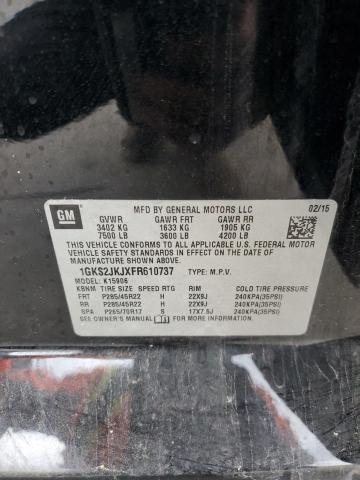 GM
MFD BY GENERAL MOTORS LLC
02/15
GVWR GAWR FRT GAWR RR
3402 KG 1633 KG 1905 KG
7500 LB 3600 LB 4200 LB
THIS VEHICLE CONFORMS TO ALL APPLICABLE U.S. FEDERAL MOTOR
VEHICLE SAFETY STANDARDS IN EFFECT ON THE DATE OF
MANUFACTURE SHOWN ABOVE.
1GKS2JKJXFR610737 TYPE: M.P.V.
MODEL: K15906
KBNM TIRE SIZE SPEED RTG RIM COLD TIRE PRESSURE
FRT P285/45R22 H 22X9J 240KPA(35PSI)
RR P285/45R22 H 22X9J 240KPA(35PSI)
SPA P265/70R17 S 17X7.5J 240KPA(35PSI)
SEE OWNER'S MANUAL FOR MORE INFORMATION.